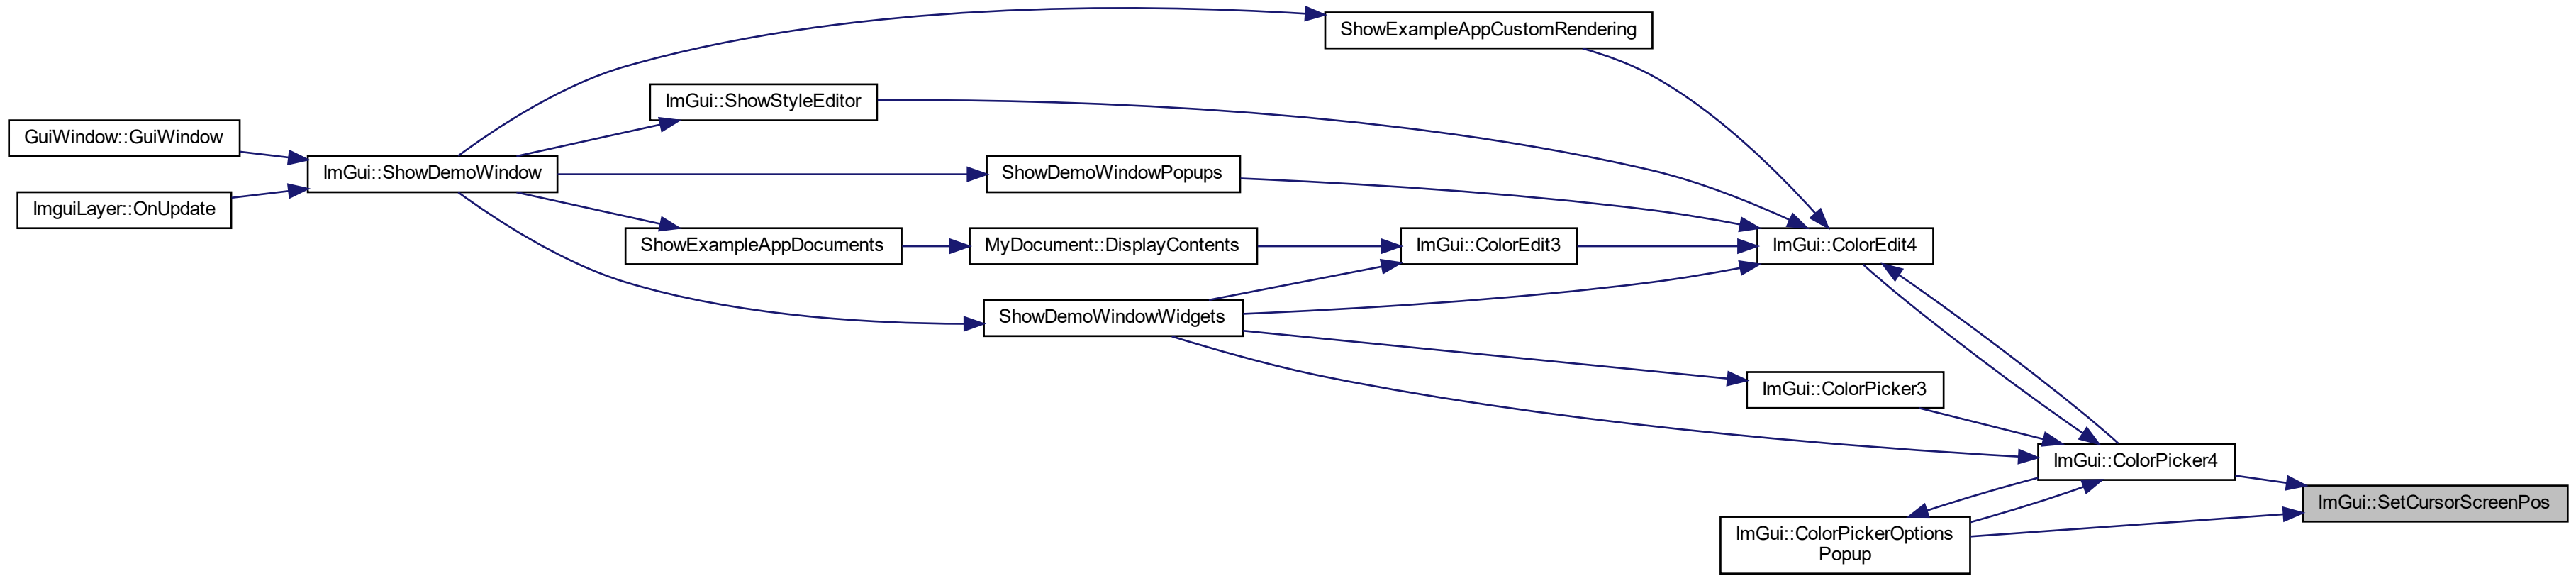 ShowExampleAppCustomRendering
ImGui::ShowStyleEditor
GuiWindow::GuiWindow
ImGui::ShowDemoWindow
ShowDemoWindowPopups
ImguiLayer::OnUpdate
ShowExampleAppDocuments
MyDocument::DisplayContents
ImGui::ColorEdit3
ImGui::ColorEdit4
ShowDemoWindowWidgets
ImGui::ColorPicker3
ImGui::ColorPicker4
ImGui::SetCursorScreenPos
ImGui::ColorPickerOptions
Popup